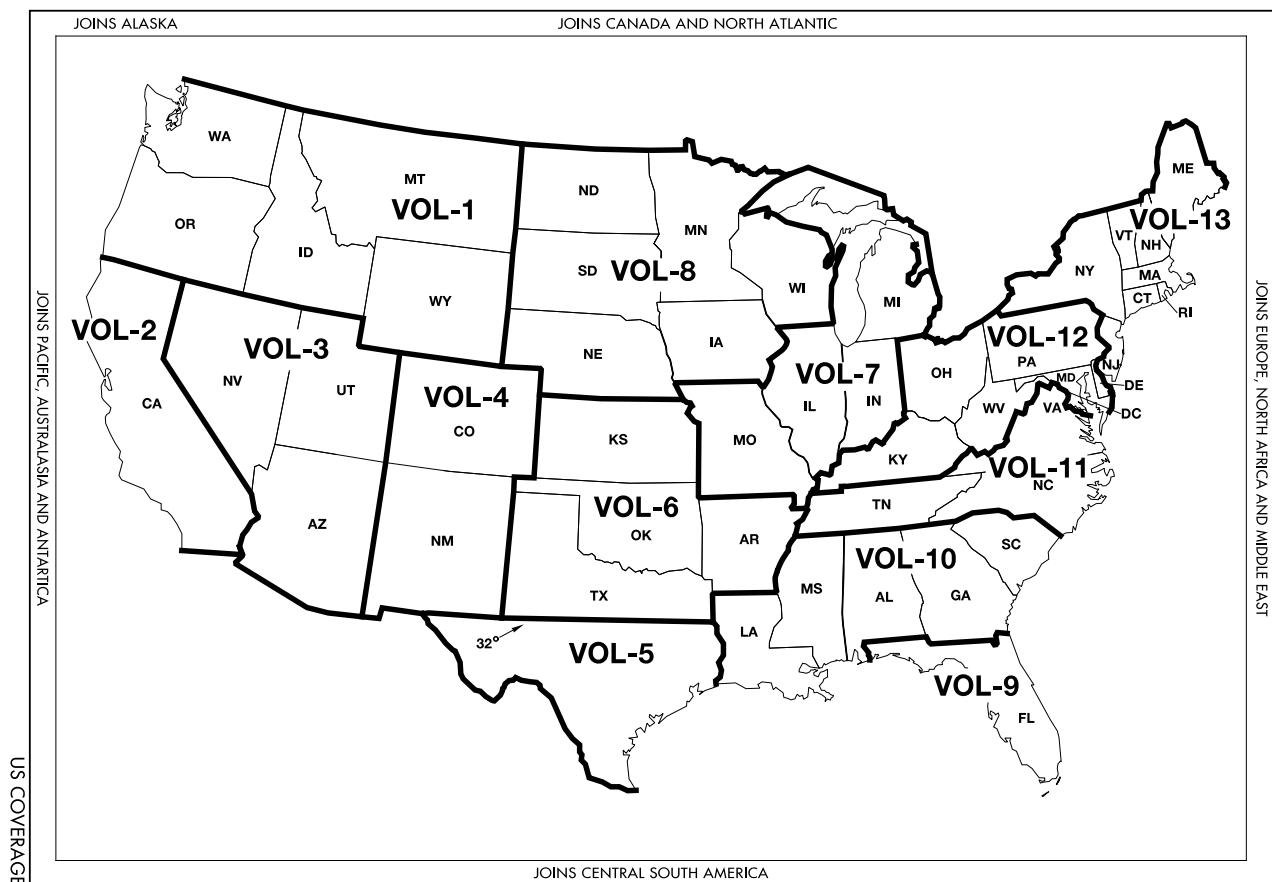 JOINS ALASKA
JOINS CANADA AND NORTH ATLANTIC
JOINS PACIFIC, AUSTRALASIA AND ANTARTICA
JOINS EUROPE, NORTH AFRICA AND MIDDLE EAST
US COVERAGE
WA
MT
VOL-1
OR
ID
WY
ND
MN
SD
VOL-8
NE
IA
WI
MI
ME
VOL-13
VT
NH
NY
MA
CT
RI
VOL-2
CA
VOL-3
NV
UT
AZ
VOL-4
CO
NM
KS
VOL-6
OK
TX
MO
AR
VOL-7
IL
IN
OH
KY
VOL-12
PA
NJ
MD
DE
DC
WV
VA
VOL-11
NC
TN
SC
VOL-10
MS
AL
GA
LA
32°
VOL-5
VOL-9
FL
JOINS CENTRAL SOUTH AMERICA